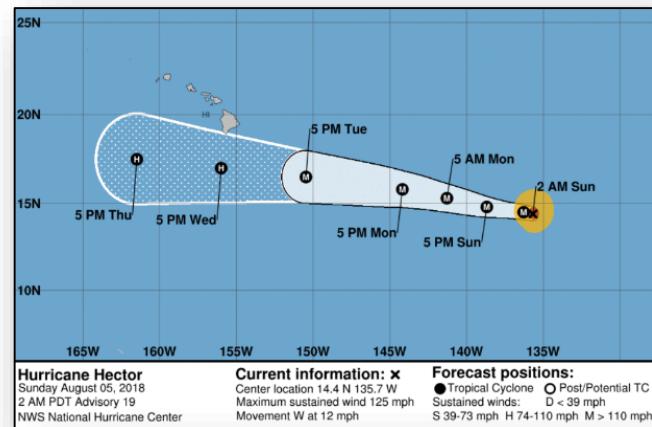 25N
20N
15N
10N
HI
5 PM Tue
5 AM Mon
2 AM Sun
H
H
M
M
M
M
M
5 PM Thu
5 PM Wed
5 PM Mon
5 PM Sun
165W 160W 155W 150W 145W 140W 135W
Hurricane Hector
Sunday August 05, 2018
2 AM PDT Advisory 19
NWS National Hurricane Center
Current information: ×
Center location 14.4 N 135.7 W
Maximum sustained wind 125 mph
Movement W at 12 mph
Forecast positions:
Tropical Cyclone Post/Potential TC
Sustained winds: D < 39 mph
S 39-73 mph H 74-110 mph M > 110 mph